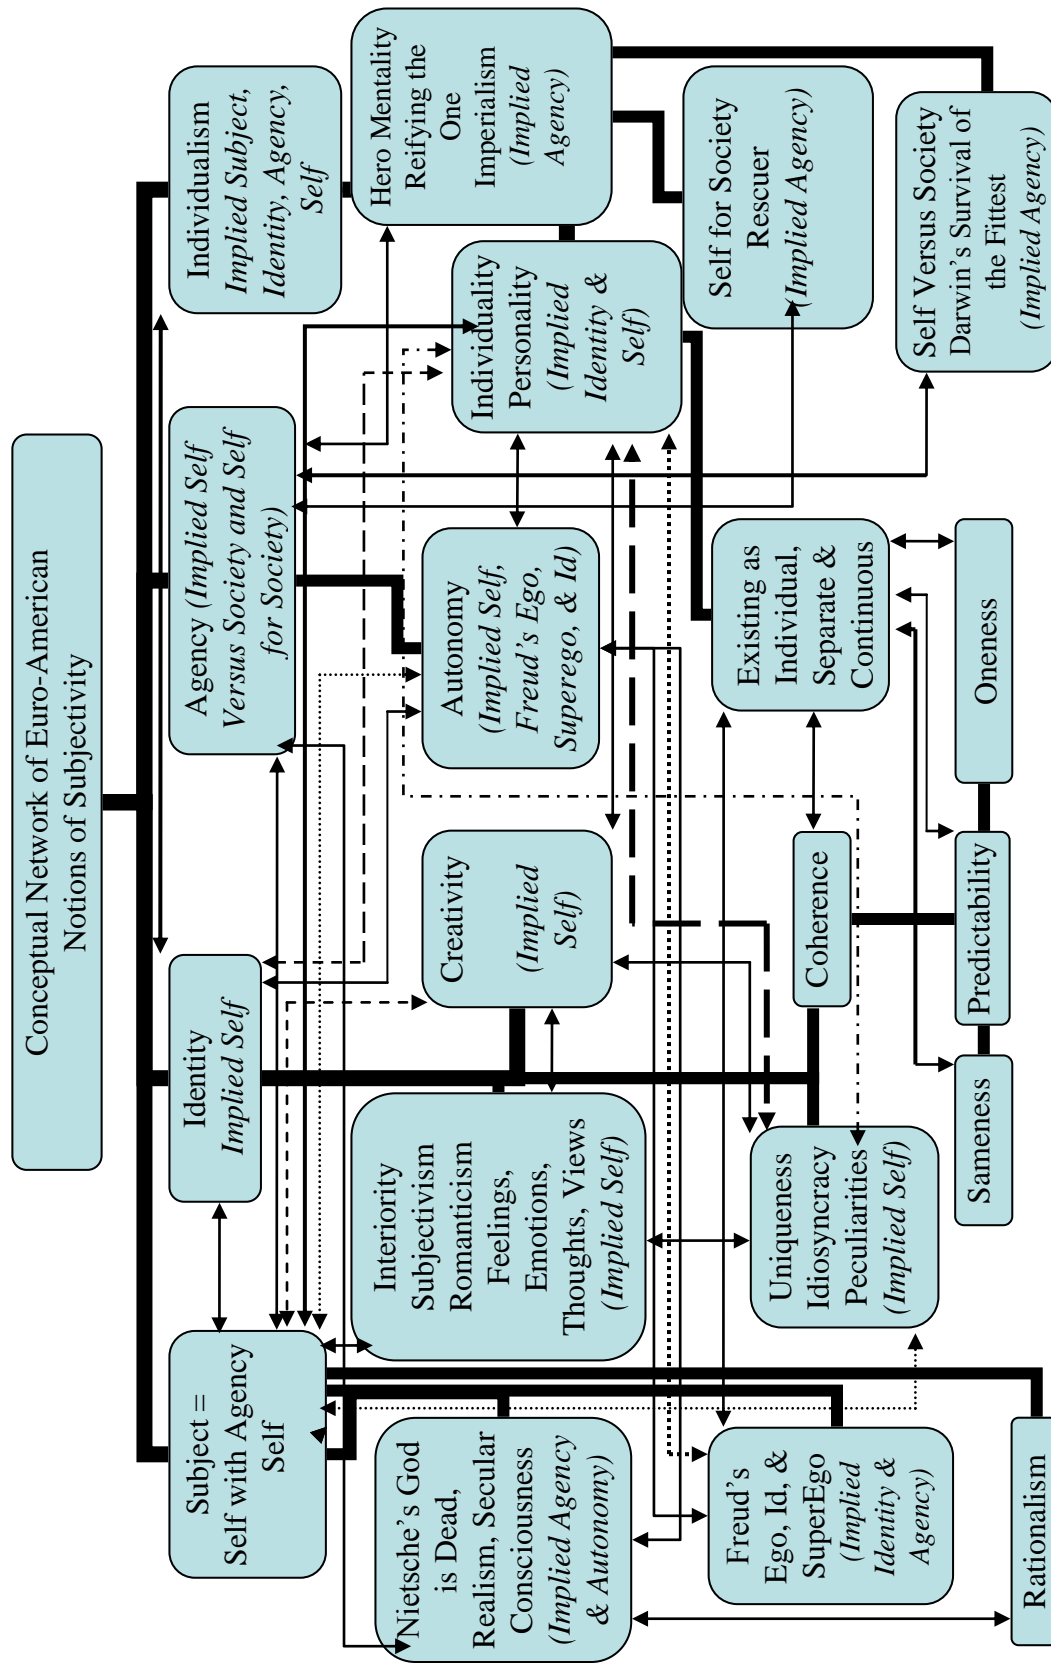 Conceptual Network of Euro-American
Notions of Subjectivity
Subject =
Self with Agency
Self
Identity
Implied Self
Agency (Implied Self
Versus Society and Self
for Society)
Individualism
Implied Subject,
Identity, Agency,
Self
Nietsche's God
is Dead,
Realism, Secular
Consciousness
(Implied Agency
& Autonomy)
Interiority
Subjectivism
Romanticism
Feelings,
Emotions,
Thoughts, Views
(Implied Self)
Creativity
(Implied
Self)
Autonomy
(Implied Self,
Freud's Ego,
Superego, & Id)
Individuality
Personality
(Implied
Identity &
Self)
Hero Mentality
Reifying the
One
Imperialism
(Implied
Agency)
Freud's
Ego, Id, &
SuperEgo
(Implied
Identity &
Agency)
Uniqueness
Idiosyncracy
Peculiarities
(Implied Self)
Coherence
Existing as
Individual,
Separate &
Continuous
Self for Society
Rescuer
(Implied Agency)
Self Versus Society
Darwin's Survival of
the Fittest
(Implied Agency)
Rationalism
Sameness
Predictability
Oneness